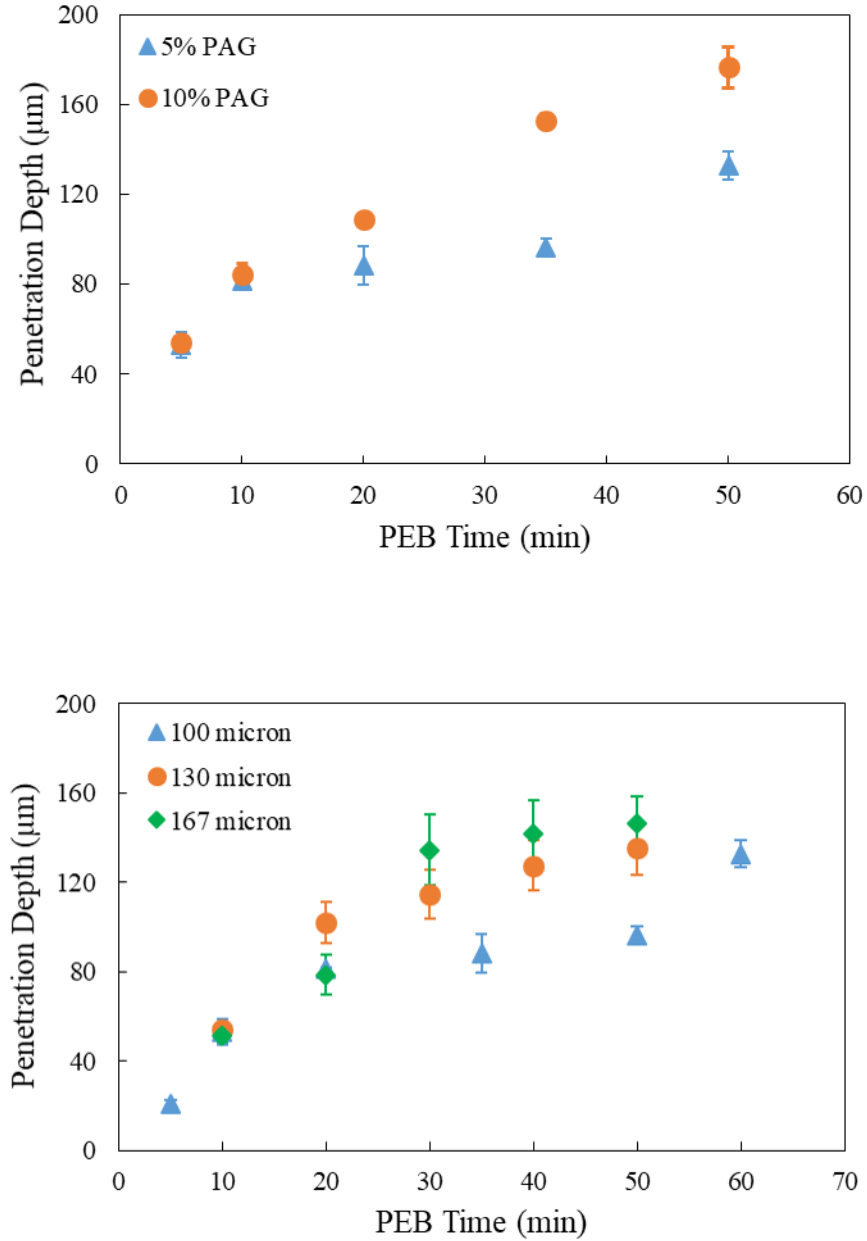 200
160
120
80
40
0
Penetration Depth (µm)
5% PAG
10% PAG
0 10 20 30 40 50 60
PEB Time (min)
200
160
120
80
40
0
Penetration Depth (µm)
100 micron
130 micron
167 micron
0 10 20 30 40 50 60 70
PEB Time (min)